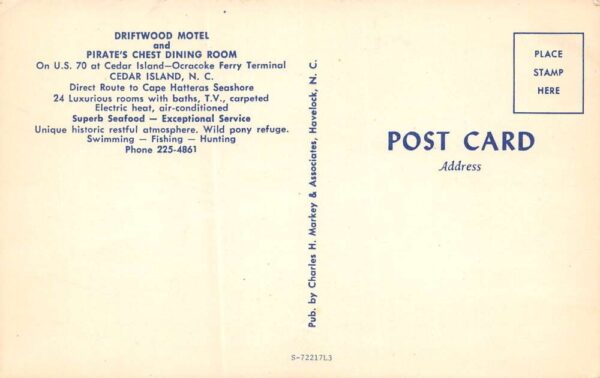 DRIFTWOOD MOTEL
and
PIRATE'S CHEST DINING ROOM
On U.S. 70 at Cedar Island—Ocracoke Ferry Terminal
CEDAR ISLAND, N. C.
Direct Route to Cape Hatteras Seashore
24 Luxurious rooms with baths, T.V., carpeted
Electric heat, air-conditioned
Superb Seafood — Exceptional Service
Unique historic restful atmosphere. Wild pony refuge.
Swimming — Fishing — Hunting
Phone 225-4861
Pub. by Charles H. Markey & Associates, Havelock, N. C.
PLACE
STAMP
HERE
POST CARD
Address
S-72217L3